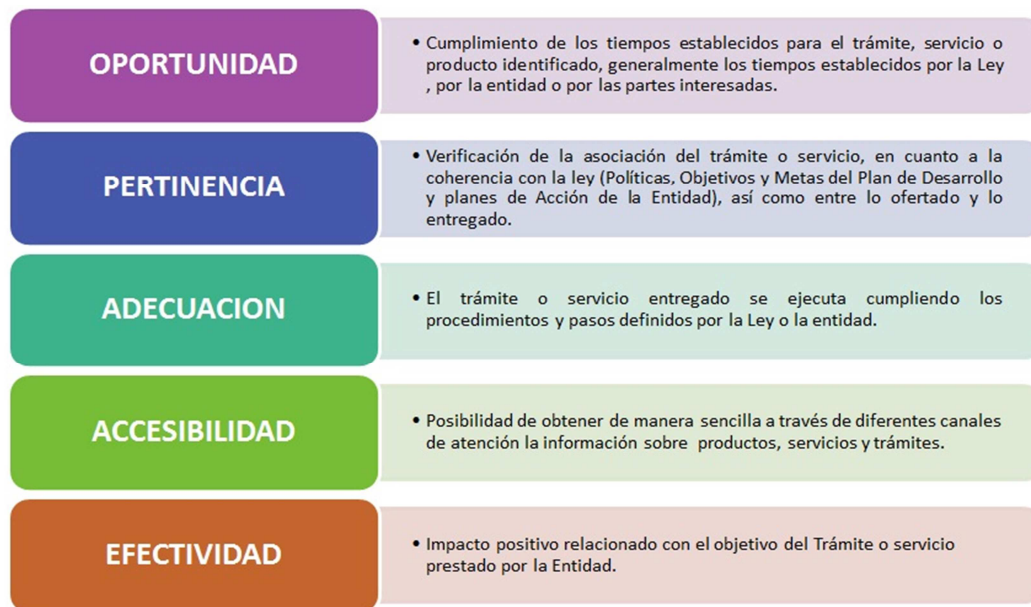 OPORTUNIDAD
• Cumplimiento de los tiempos establecidos para el trámite, servicio o
producto identificado, generalmente los tiempos establecidos por la Ley
, por la entidad o por las partes interesadas.
PERTINENCIA
• Verificación de la asociación del trámite o servicio, en cuanto a la
coherencia con la ley (Políticas, Objetivos y Metas del Plan de Desarrollo
y planes de Acción de la Entidad), así como entre lo ofertado y lo
entregado.
ADECUACION
• El trámite o servicio entregado se ejecuta cumpliendo los
procedimientos y pasos definidos por la Ley o la entidad.
ACCESIBILIDAD
• Posibilidad de obtener de manera sencilla a través de diferentes canales
de atención la información sobre productos, servicios y trámites.
EFECTIVIDAD
• Impacto positivo relacionado con el objetivo del Trámite o servicio
prestado por la Entidad.